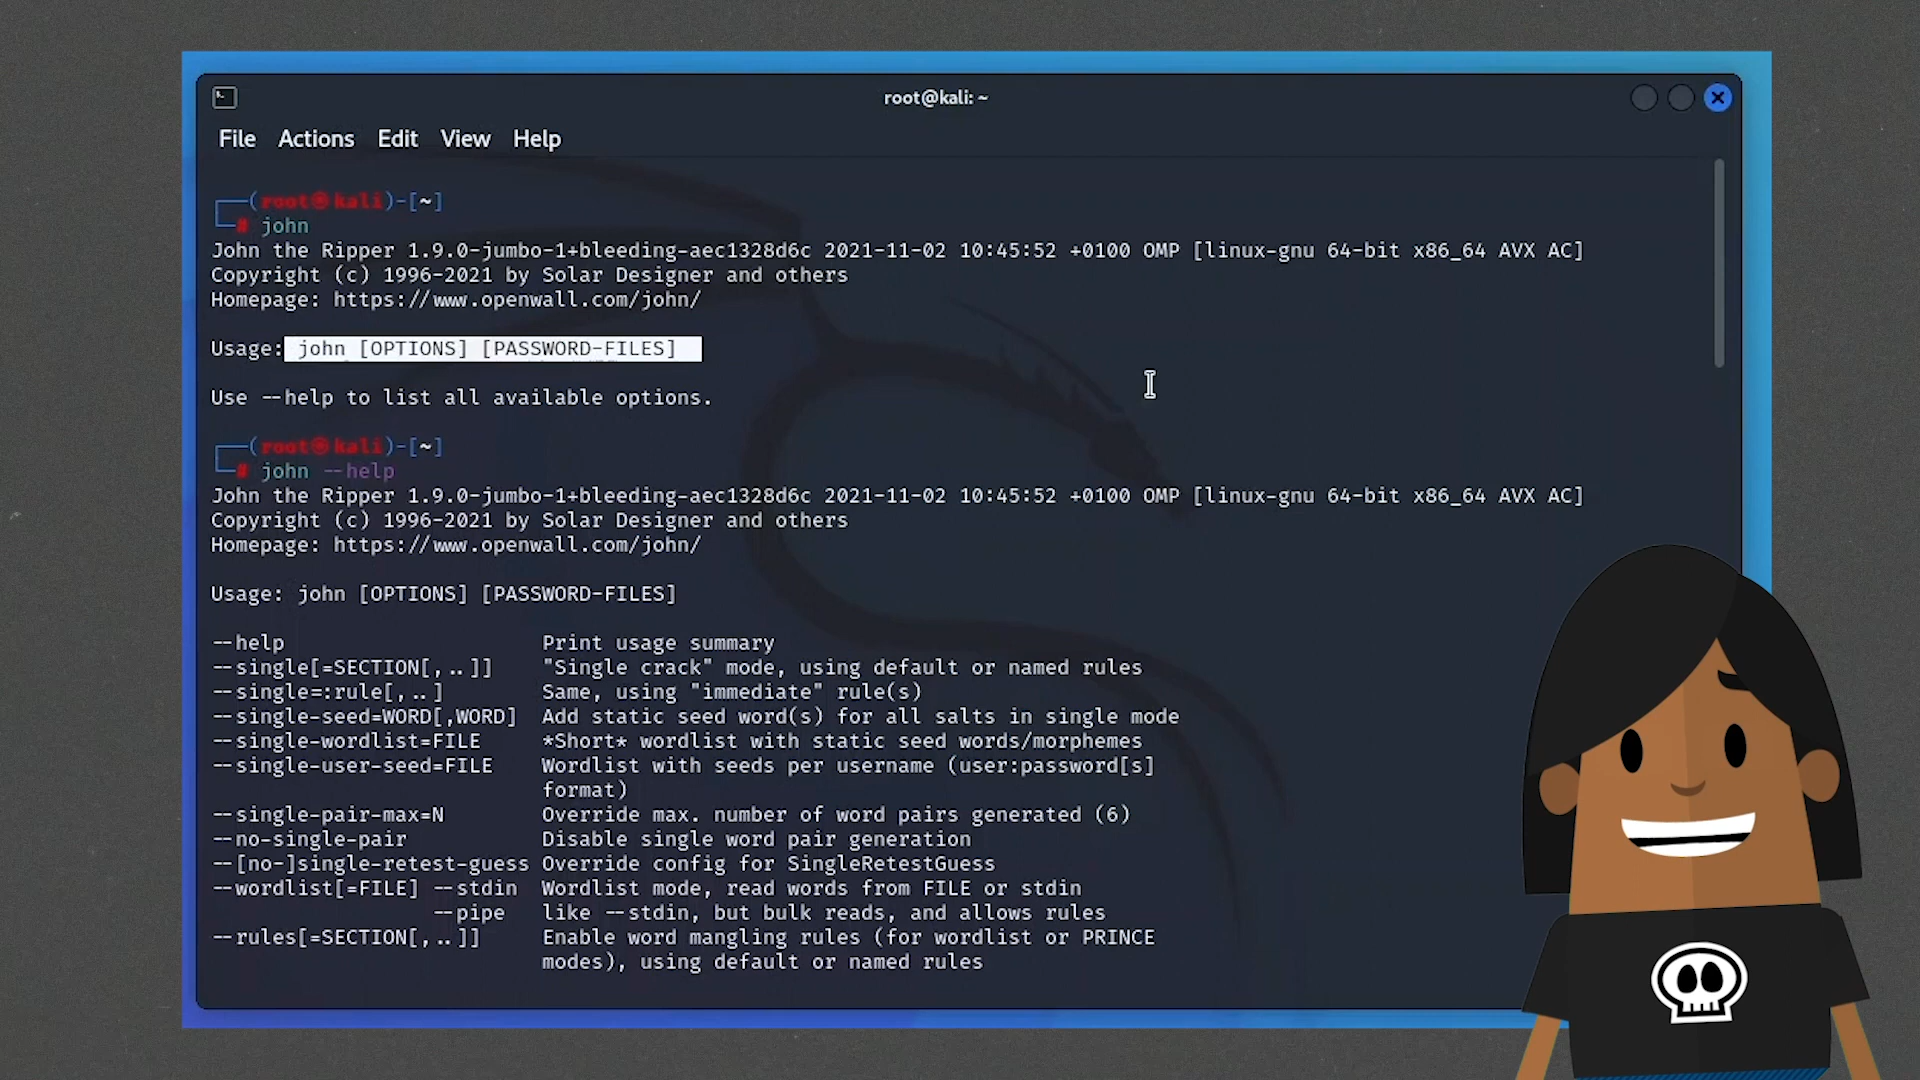 root@kali: ~
File Actions Edit View Help
┌──(root㉿kali)-[~]
└─# john
John the Ripper 1.9.0-jumbo-1+bleeding-aec1328d6c 2021-11-02 10:45:52 +0100 OMP [linux-gnu 64-bit x86_64 AVX AC]
Copyright (c) 1996-2021 by Solar Designer and others
Homepage: https://www.openwall.com/john/
Usage: john [OPTIONS] [PASSWORD-FILES]
Use --help to list all available options.
┌──(root㉿kali)-[~]
└─# john --help
John the Ripper 1.9.0-jumbo-1+bleeding-aec1328d6c 2021-11-02 10:45:52 +0100 OMP [linux-gnu 64-bit x86_64 AVX AC]
Copyright (c) 1996-2021 by Solar Designer and others
Homepage: https://www.openwall.com/john/
Usage: john [OPTIONS] [PASSWORD-FILES]
--help Print usage summary
--single[=SECTION[,..]] "Single crack" mode, using default or named rules
--single=:rule[,..] Same, using "immediate" rule(s)
--single-seed=WORD[,WORD] Add static seed word(s) for all salts in single mode
--single-wordlist=FILE *Short* wordlist with static seed words/morphemes
--single-user-seed=FILE Wordlist with seeds per username (user:password[s]
format)
--single-pair-max=N Override max. number of word pairs generated (6)
--no-single-pair Disable single word pair generation
--[no-]single-retest-guess Override config for SingleRetestGuess
--wordlist[=FILE] --stdin Wordlist mode, read words from FILE or stdin
--pipe like --stdin, but bulk reads, and allows rules
--rules[=SECTION[,..]] Enable word mangling rules (for wordlist or PRINCE
modes), using default or named rules